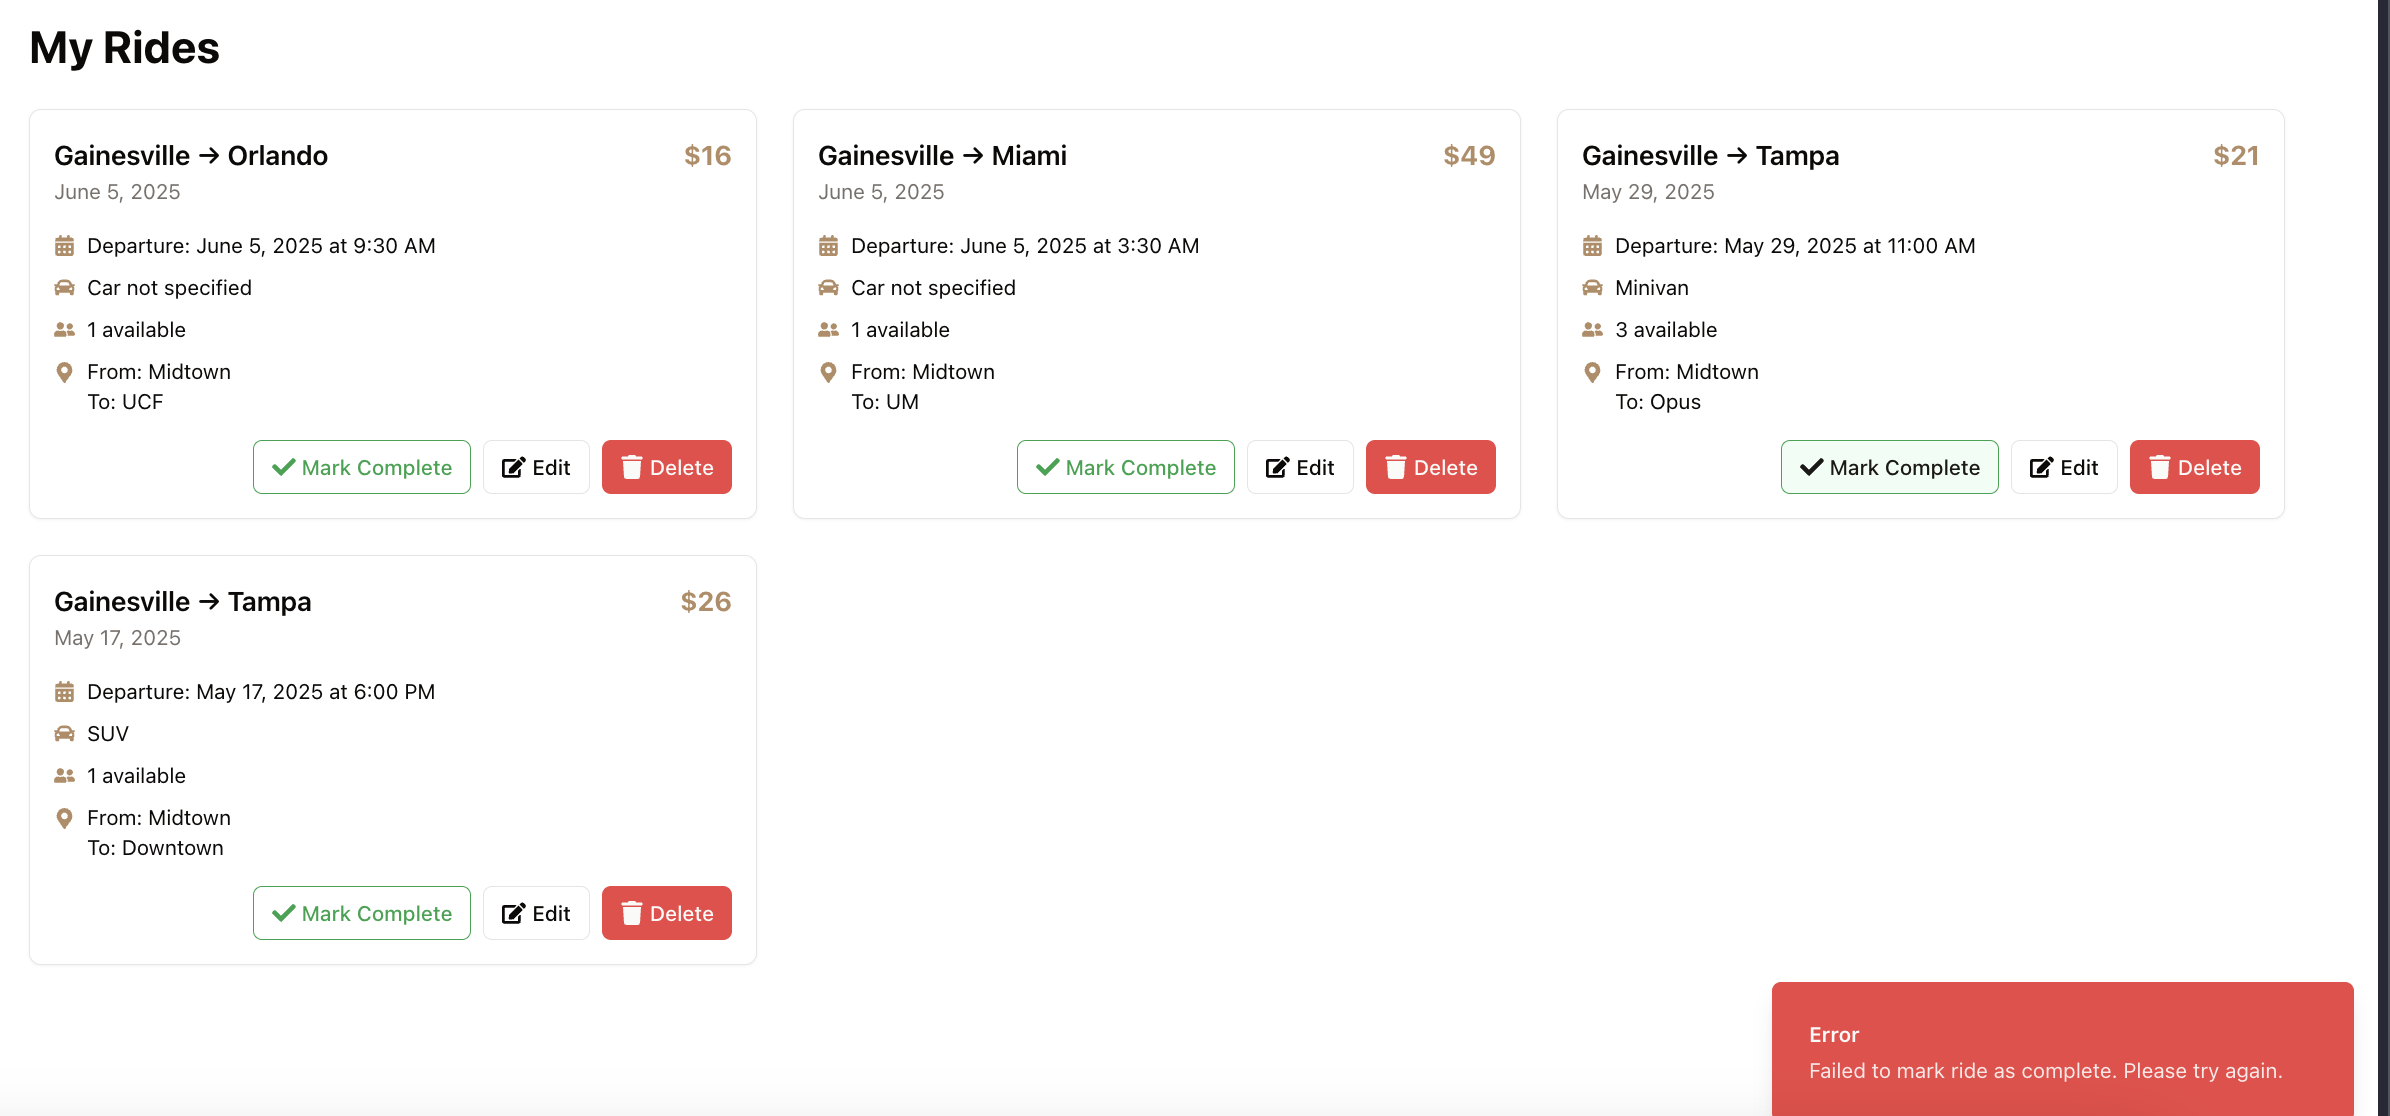 My Rides
Gainesville → Orlando
$16
June 5, 2025
Departure: June 5, 2025 at 9:30 AM
Car not specified
1 available
From: Midtown
To: UCF
Mark Complete
Edit
Delete
Gainesville → Miami
$49
June 5, 2025
Departure: June 5, 2025 at 3:30 AM
Car not specified
1 available
From: Midtown
To: UM
Mark Complete
Edit
Delete
Gainesville → Tampa
$21
May 29, 2025
Departure: May 29, 2025 at 11:00 AM
Minivan
3 available
From: Midtown
To: Opus
Mark Complete
Edit
Delete
Gainesville → Tampa
$26
May 17, 2025
Departure: May 17, 2025 at 6:00 PM
SUV
1 available
From: Midtown
To: Downtown
Mark Complete
Edit
Delete
Error
Failed to mark ride as complete. Please try again.